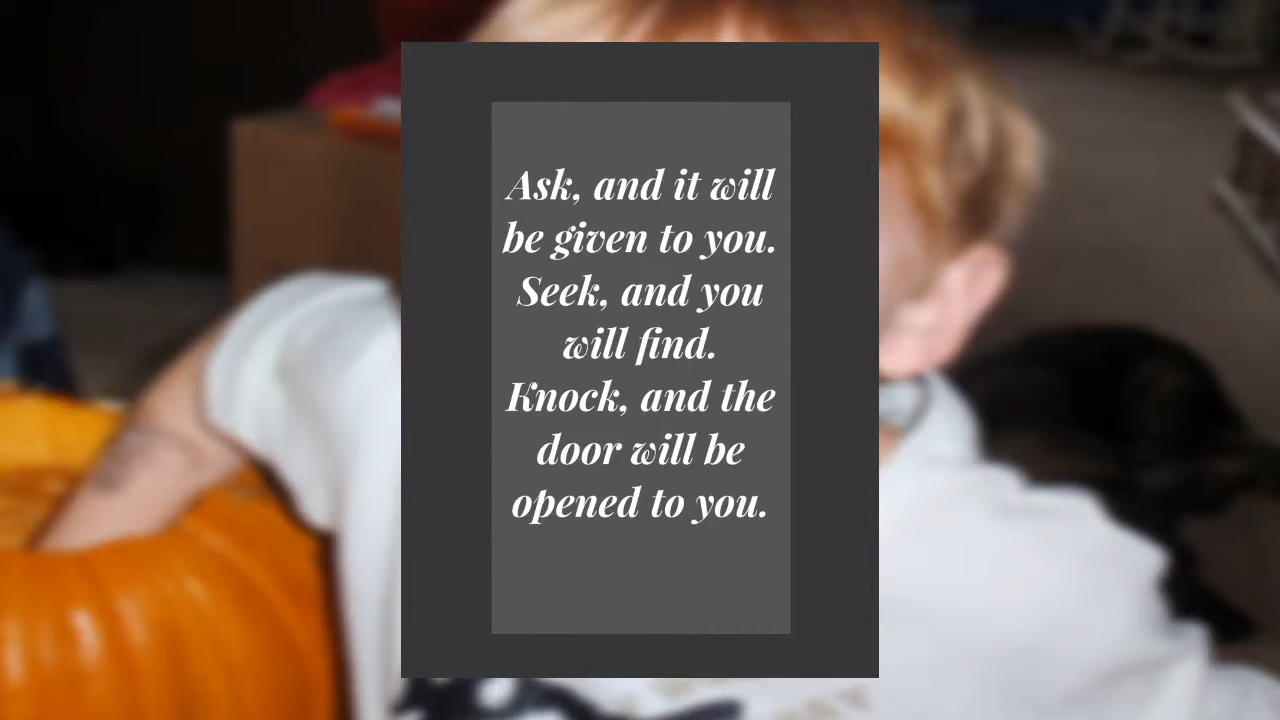 Ask, and it will
be given to you.
Seek, and you
will find.
Knock, and the
door will be
opened to you.